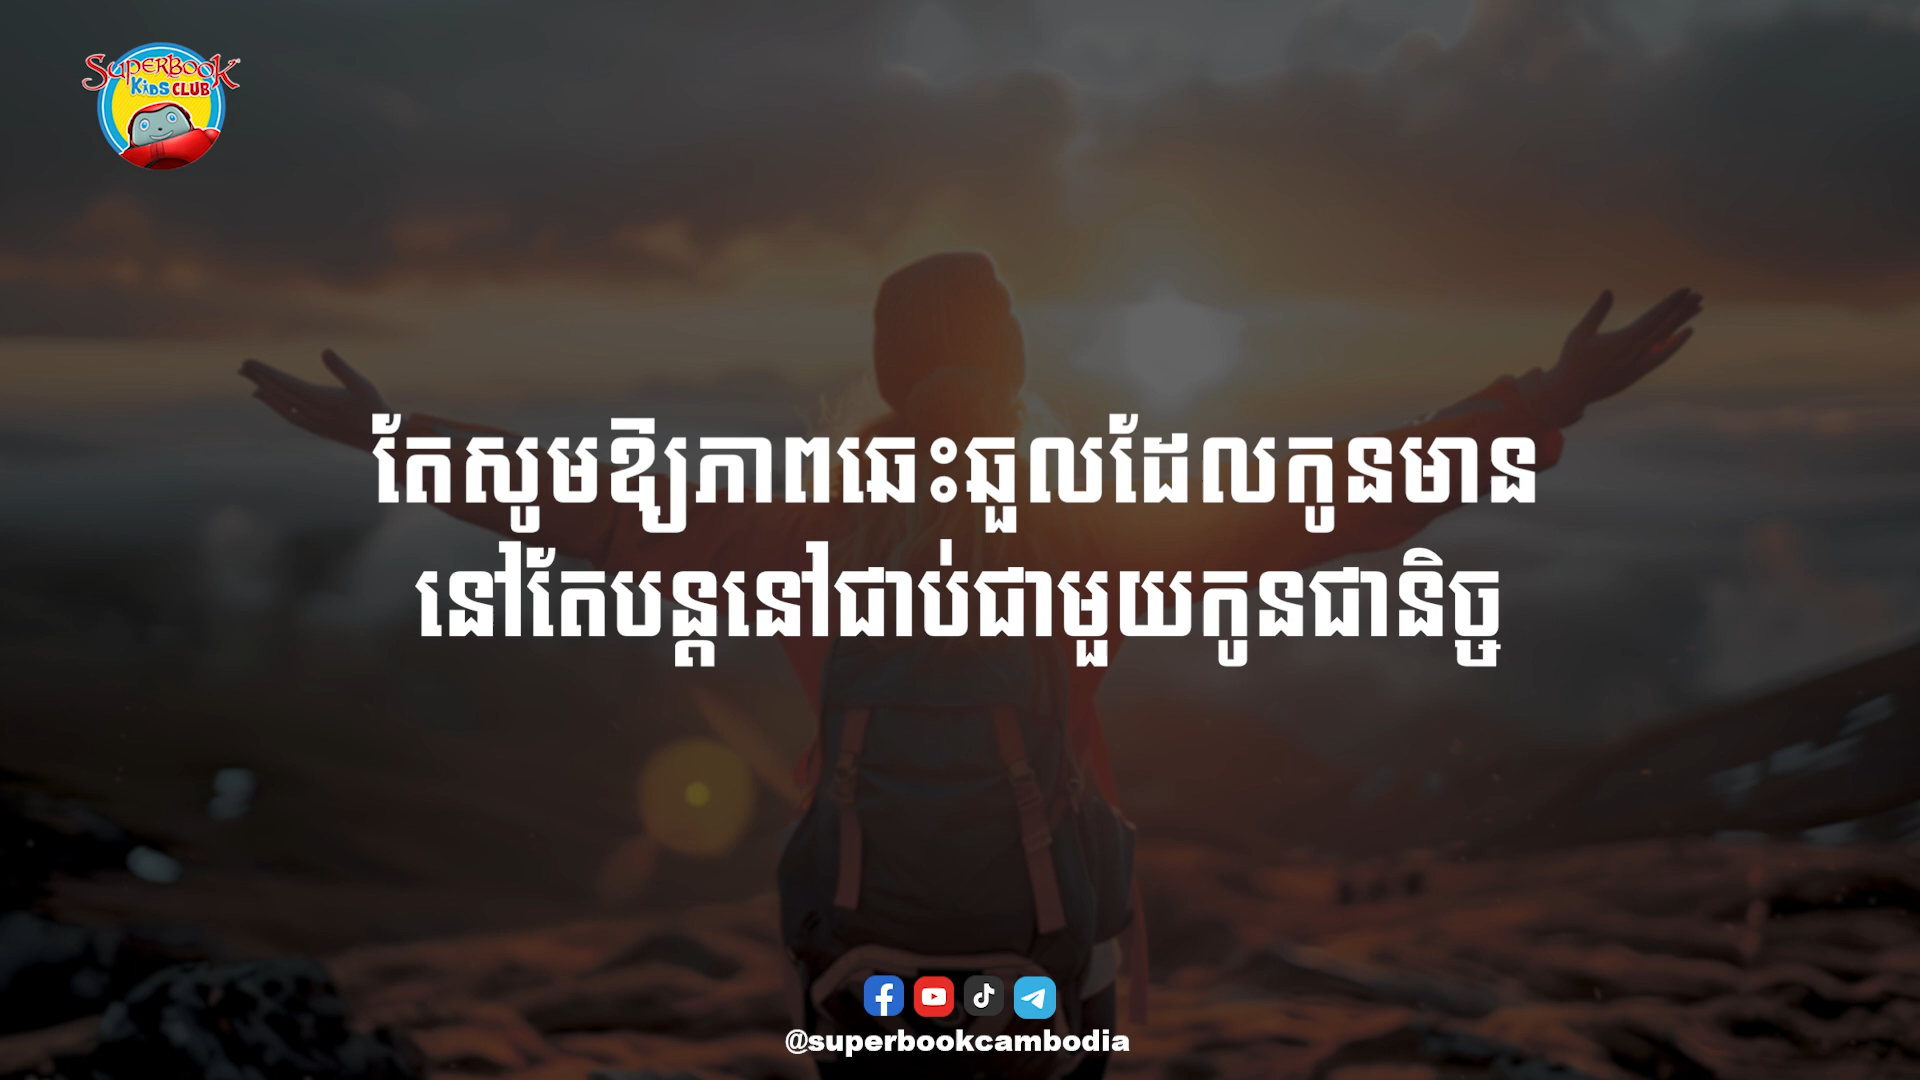 SUPERBOOK
KIDS CLUB
តែសូមឱ្យភាពឆេះឆួលដែលកូនមាន
នៅតែបន្តនៅជាប់ជាមួយកូនជានិច្ច
@superbookcambodia